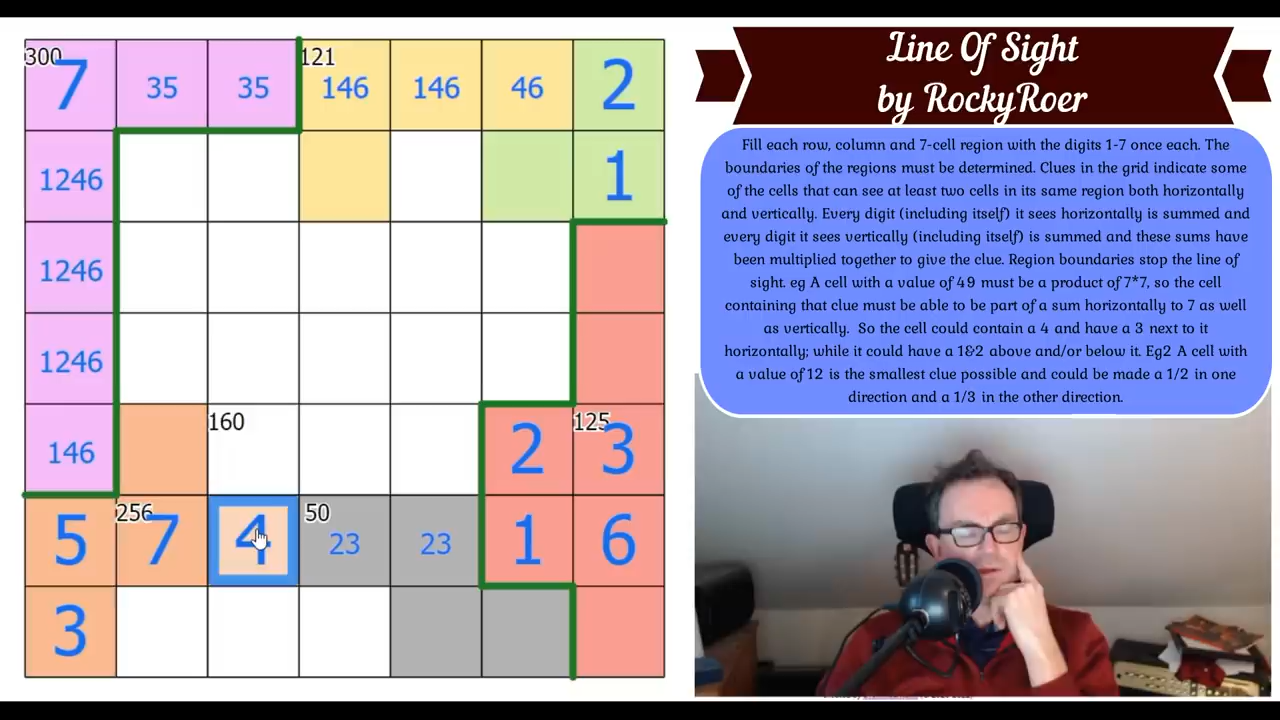 Line Of Sight
by RockyRoer
Fill each row, column and 7-cell region with the digits 1-7 once each. The
boundaries of the regions must be determined. Clues in the grid indicate some
of the cells that can see at least two cells in its same region both horizontally
and vertically. Every digit (including itself) it sees horizontally is summed and
every digit it sees vertically (including itself) is summed and these sums have
been multiplied together to give the clue. Region boundaries stop the line of
sight. eg A cell with a value of 49 must be a product of 7*7, so the cell
containing that clue must be able to be part of a sum horizontally to 7 as well
as vertically. So the cell could contain a 4 and have a 3 next to it
horizontally; while it could have a 1&2 above and/or below it. Eg2 A cell with
a value of 12 is the smallest clue possible and could be made a 1/2 in one
direction and a 1/3 in the other direction.
300 7 35 35 121 146 146 46 2
1246 1
1246
1246
146 160 2 125 3
5 256 7 4 50 23 23 1 6
3